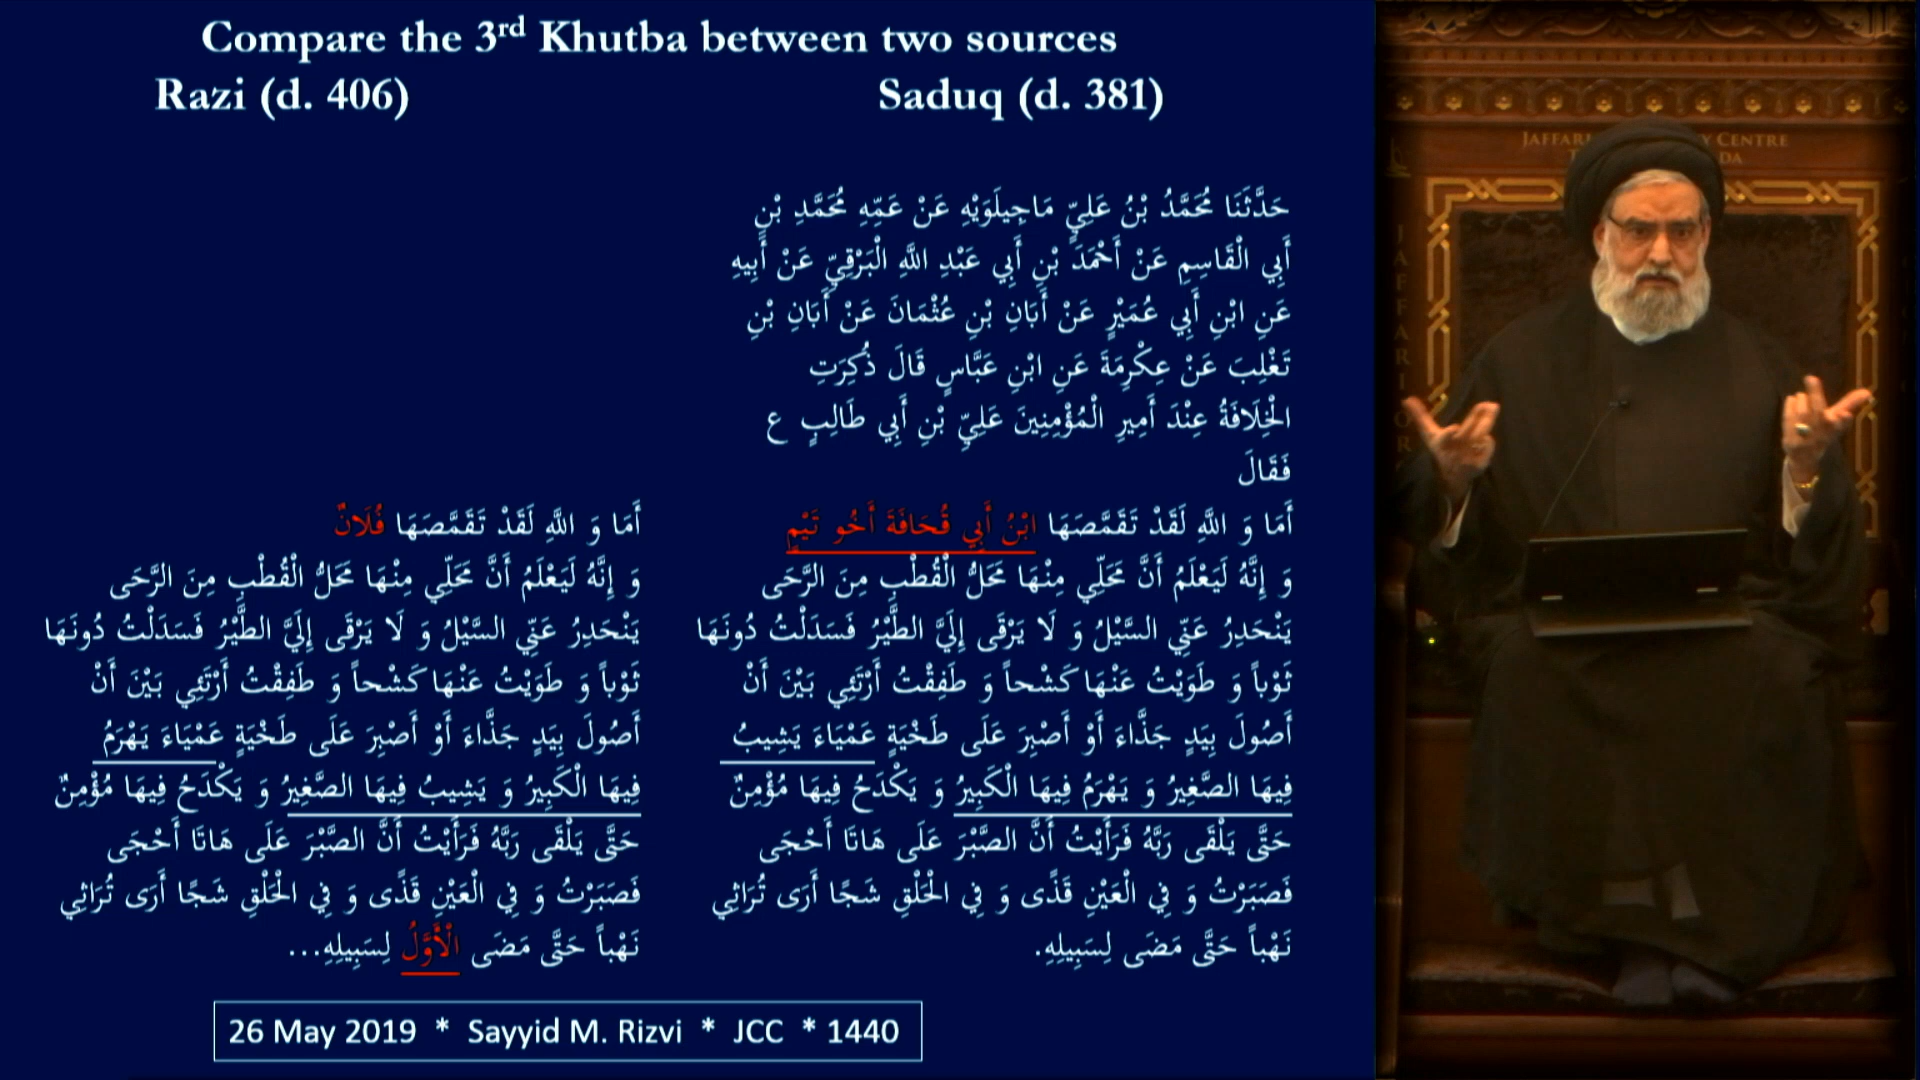 Compare the 3rd Khutba between two sources
Razi (d. 406)
Saduq (d. 381)
حَدَّثَنَا مُحَمَّدُ بْنُ عَلِيٍّ مَاجِيلَوَيْهِ عَنْ عَمِّهِ مُحَمَّدِ بْنِ
أَبِي الْقَاسِمِ عَنْ أَحْمَدَ بْنِ أَبِي عَبْدِ اللَّهِ الْبَرْقِيِّ عَنْ أَبِيهِ
عَنِ ابْنِ أَبِي عُمَيْرٍ عَنْ أَبَانِ بْنِ عُثْمَانَ عَنْ أَبَانِ بْنِ
تَغْلِبَ عَنْ عِكْرِمَةَ عَنِ ابْنِ عَبَّاسٍ قَالَ ذُكِرَتِ
الْخِلَافَةُ عِنْدَ أَمِيرِ الْمُؤْمِنِينَ عَلِيِّ بْنِ أَبِي طَالِبٍ ع
فَقَالَ
أَمَا وَ اللَّهِ لَقَدْ تَقَمَّصَهَا ابْنُ أَبِي قُحَافَةَ أَخُو تَيْمٍ
وَ إِنَّهُ لَيَعْلَمُ أَنَّ مَحَلِّي مِنْهَا مَحَلُّ الْقُطْبِ مِنَ الرَّحَى
يَنْحَدِرُ عَنِّي السَّيْلُ وَ لَا يَرْقَى إِلَيَّ الطَّيْرُ فَسَدَلْتُ دُونَهَا
ثَوْباً وَ طَوَيْتُ عَنْهَا كَشْحاً وَ طَفِقْتُ أَرْتَئِي بَيْنَ أَنْ
أَصُولَ بِيَدٍ جَذَّاءَ أَوْ أَصْبِرَ عَلَى طَخْيَةٍ عَمْيَاءَ يَشِيبُ
فِيهَا الصَّغِيرُ وَ يَهْرَمُ فِيهَا الْكَبِيرُ وَ يَكْدَحُ فِيهَا مُؤْمِنٌ
حَتَّى يَلْقَى رَبَّهُ فَرَأَيْتُ أَنَّ الصَّبْرَ عَلَى هَاتَا أَحْجَى
فَصَبَرْتُ وَ فِي الْعَيْنِ قَذًى وَ فِي الْحَلْقِ شَجًا أَرَى تُرَاثِي
نَهْباً حَتَّى مَضَى لِسَبِيلِهِ.
أَمَا وَ اللَّهِ لَقَدْ تَقَمَّصَهَا فُلَانٌ
وَ إِنَّهُ لَيَعْلَمُ أَنَّ مَحَلِّي مِنْهَا مَحَلُّ الْقُطْبِ مِنَ الرَّحَى
يَنْحَدِرُ عَنِّي السَّيْلُ وَ لَا يَرْقَى إِلَيَّ الطَّيْرُ فَسَدَلْتُ دُونَهَا
ثَوْباً وَ طَوَيْتُ عَنْهَا كَشْحاً وَ طَفِقْتُ أَرْتَئِي بَيْنَ أَنْ
أَصُولَ بِيَدٍ جَذَّاءَ أَوْ أَصْبِرَ عَلَى طَخْيَةٍ عَمْيَاءَ يَهْرَمُ
فِيهَا الْكَبِيرُ وَ يَشِيبُ فِيهَا الصَّغِيرُ وَ يَكْدَحُ فِيهَا مُؤْمِنٌ
حَتَّى يَلْقَى رَبَّهُ فَرَأَيْتُ أَنَّ الصَّبْرَ عَلَى هَاتَا أَحْجَى
فَصَبَرْتُ وَ فِي الْعَيْنِ قَذًى وَ فِي الْحَلْقِ شَجًا أَرَى تُرَاثِي
نَهْباً حَتَّى مَضَى الْأَوَّلُ لِسَبِيلِهِ...
26 May 2019 * Sayyid M. Rizvi * JCC * 1440
CENTRE